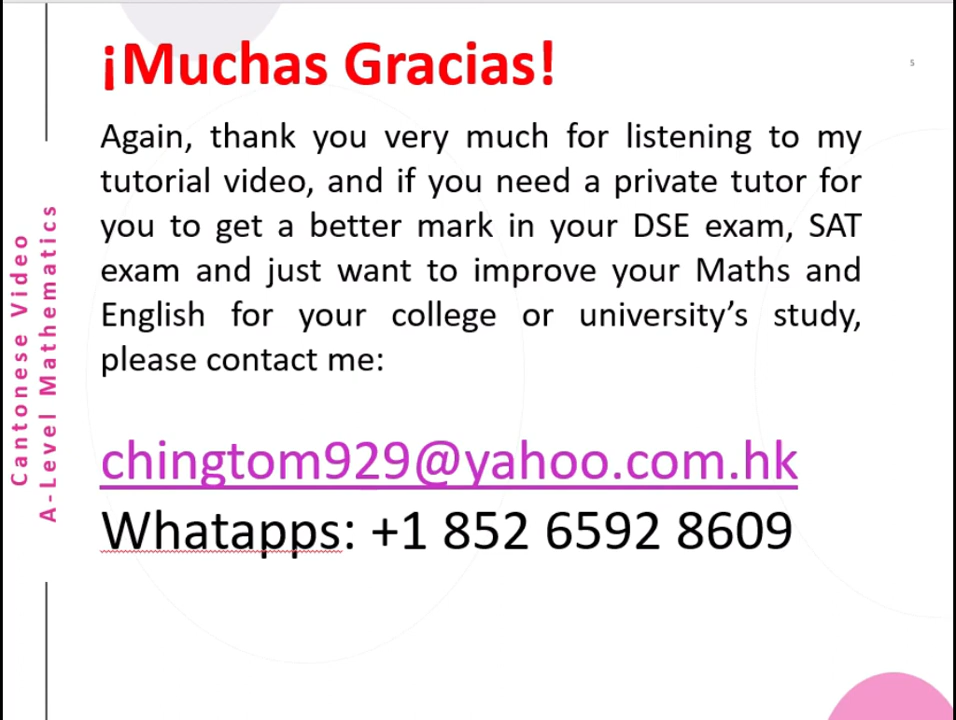 ¡Muchas Gracias!
5
Again, thank you very much for listening to my
tutorial video, and if you need a private tutor for
you to get a better mark in your DSE exam, SAT
exam and just want to improve your Maths and
English for your college or university’s study,
please contact me:
chingtom929@yahoo.com.hk
Whatapps: +1 852 6592 8609
Cantonese Video
A-Level Mathematics